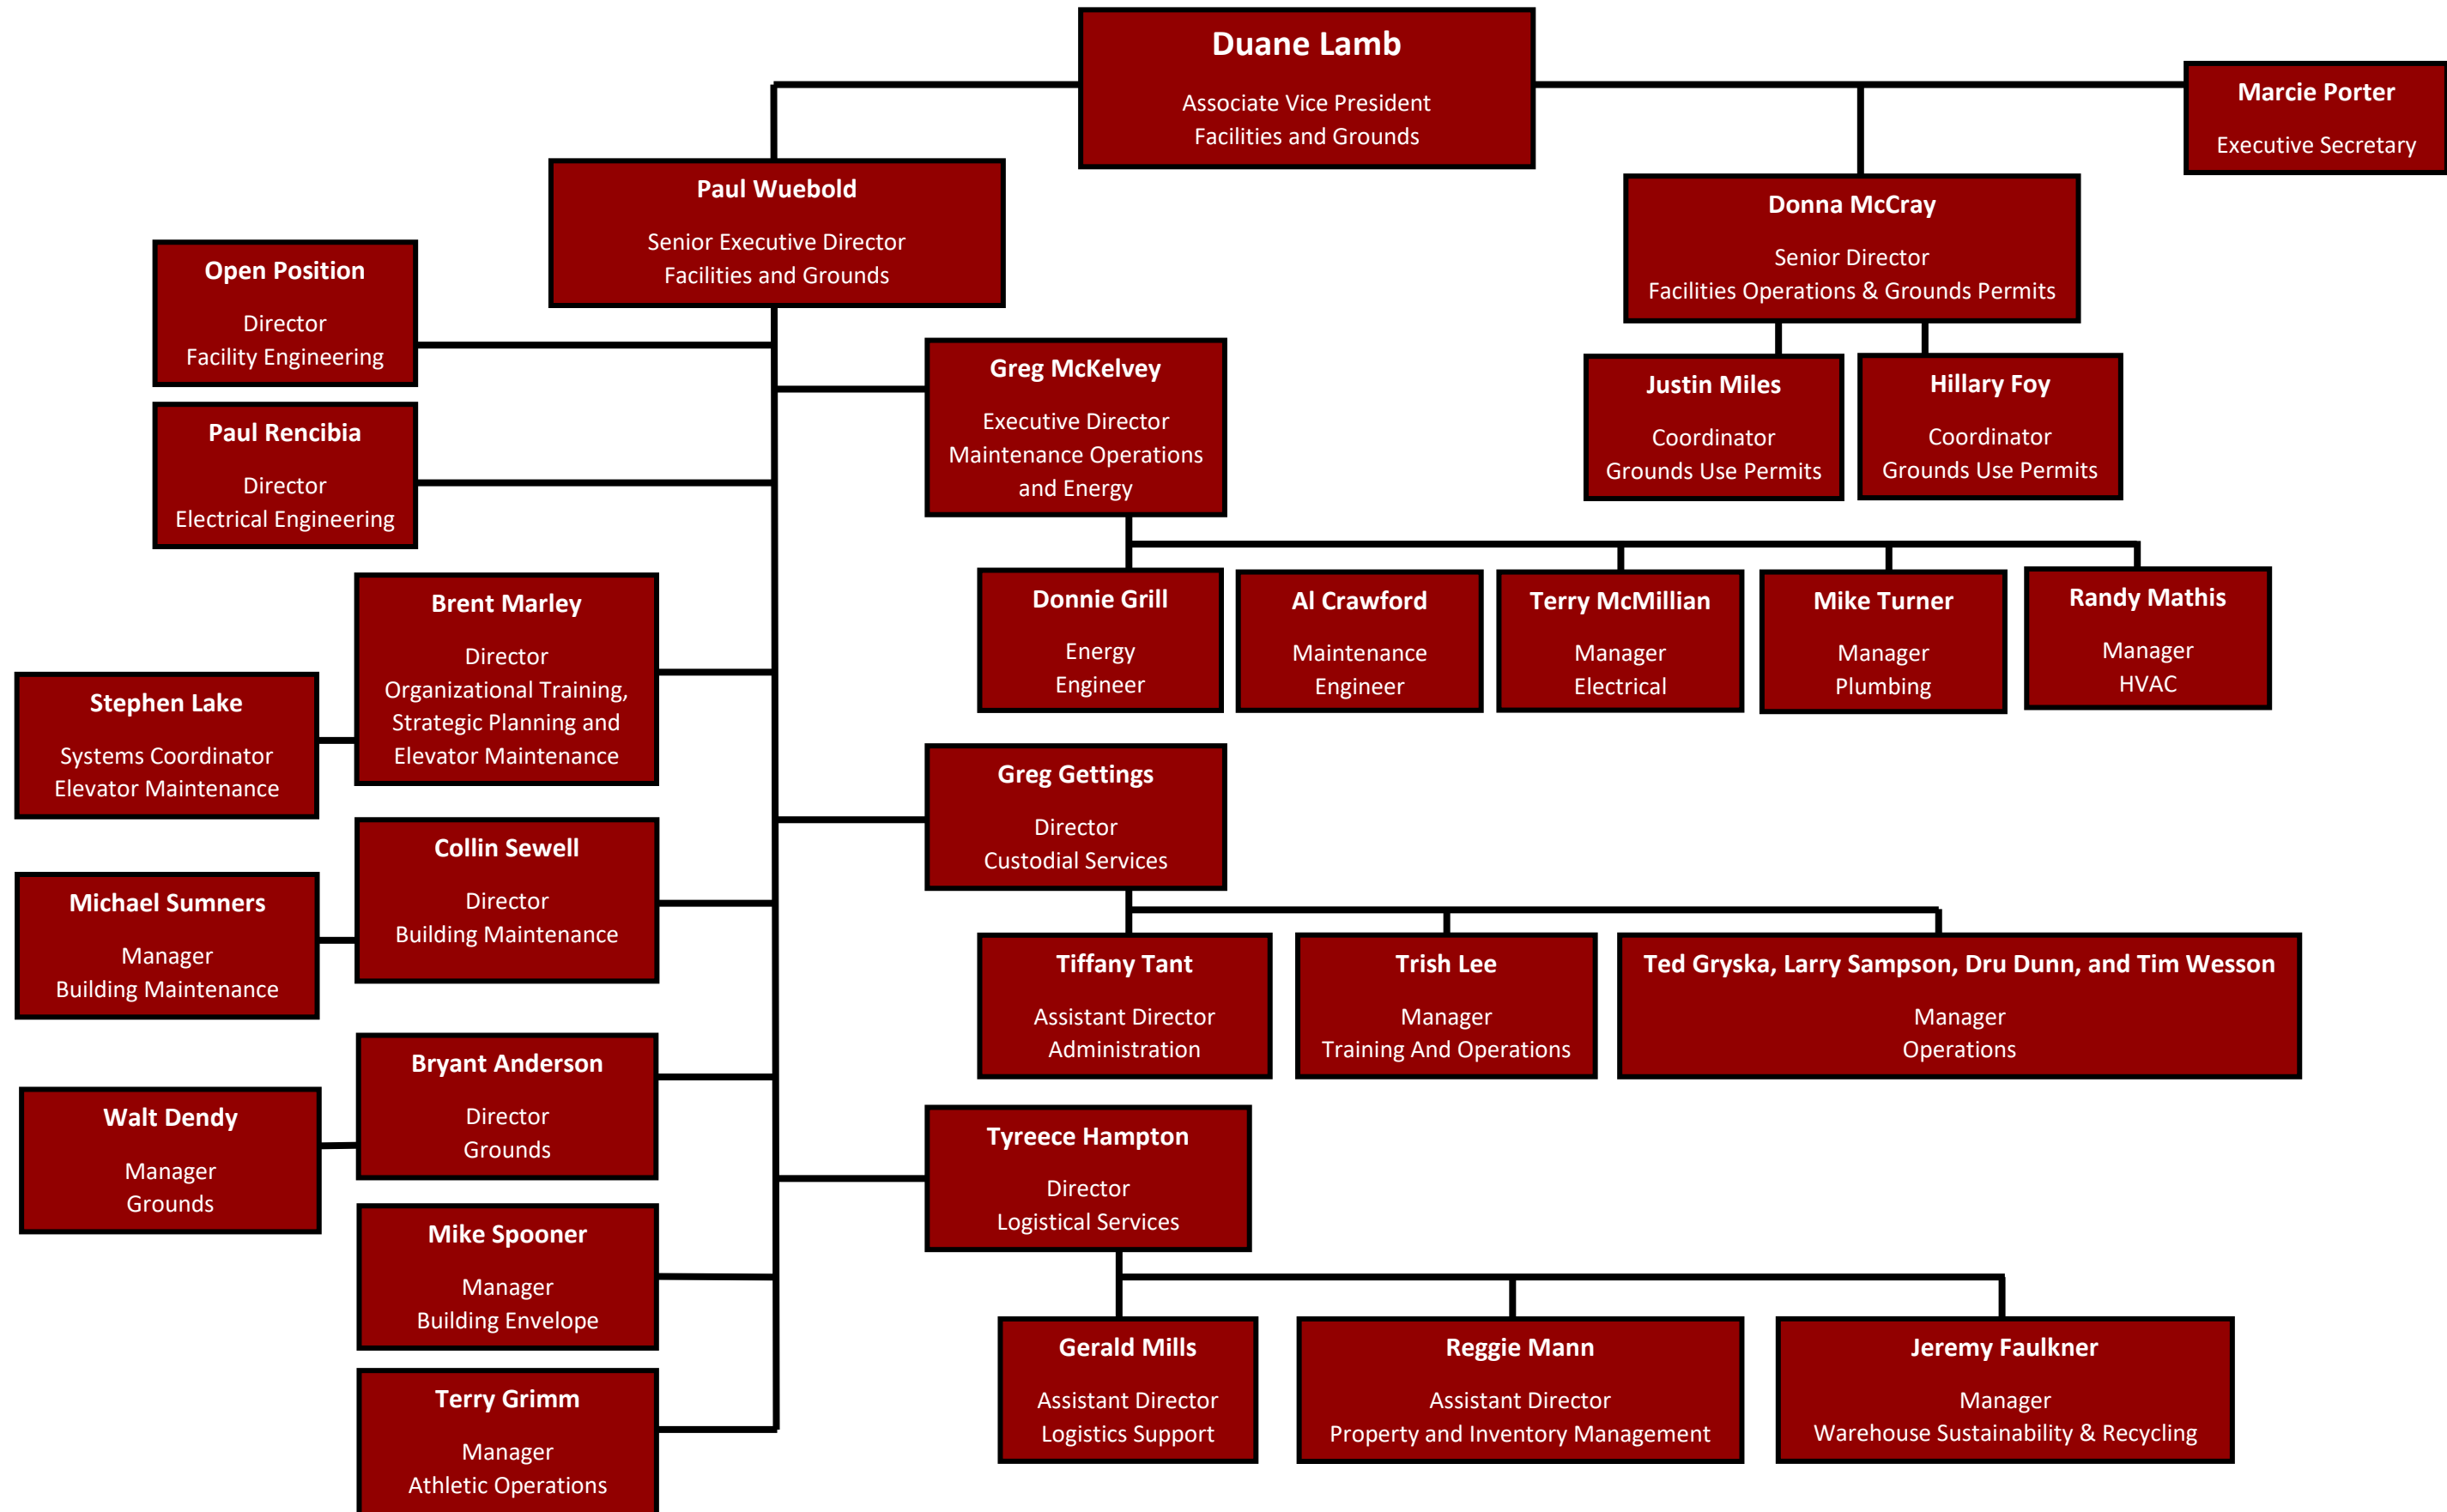 Duane Lamb
Associate Vice President
Facilities and Grounds
Marcie Porter
Executive Secretary
Paul Wuebold
Senior Executive Director
Facilities and Grounds
Donna McCray
Senior Director
Facilities Operations & Grounds Permits
Open Position
Director
Facility Engineering
Greg McKelvey
Executive Director
Maintenance Operations
and Energy
Justin Miles
Coordinator
Grounds Use Permits
Hillary Foy
Coordinator
Grounds Use Permits
Paul Rencibia
Director
Electrical Engineering
Brent Marley
Director
Organizational Training,
Strategic Planning and
Elevator Maintenance
Donnie Grill
Energy
Engineer
Al Crawford
Maintenance
Engineer
Terry McMillian
Manager
Electrical
Mike Turner
Manager
Plumbing
Randy Mathis
Manager
HVAC
Stephen Lake
Systems Coordinator
Elevator Maintenance
Greg Gettings
Director
Custodial Services
Collin Sewell
Director
Building Maintenance
Michael Sumners
Manager
Building Maintenance
Tiffany Tant
Assistant Director
Administration
Trish Lee
Manager
Training And Operations
Ted Gryska, Larry Sampson, Dru Dunn, and Tim Wesson
Manager
Operations
Bryant Anderson
Director
Grounds
Walt Dendy
Manager
Grounds
Tyreece Hampton
Director
Logistical Services
Mike Spooner
Manager
Building Envelope
Gerald Mills
Assistant Director
Logistics Support
Reggie Mann
Assistant Director
Property and Inventory Management
Jeremy Faulkner
Manager
Warehouse Sustainability & Recycling
Terry Grimm
Manager
Athletic Operations